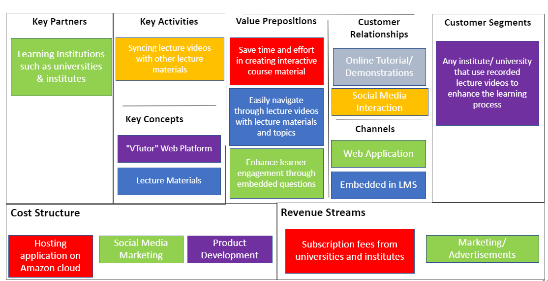 Key Partners
Learning Institutions
such as universities
& institutes
Key Activities
Syncing lecture videos
with other lecture
materials
Key Concepts
"VTutor" Web Platform
Lecture Materials
Value Prepositions
Save time and effort
in creating interactive
course material
Easily navigate
through lecture videos
with lecture materials
and topics
Enhance learner
engagement through
embedded questions
Customer
Relationships
Online Tutorial/
Demonstrations
Social Media
Interaction
Channels
Web Application
Embedded in LMS
Customer Segments
Any institute/ university
that use recorded
lecture videos to
enhance the learning
process
Cost Structure
Hosting
application on
Amazon cloud
Social Media
Marketing
Product
Development
Revenue Streams
Subscription fees from
universities and institutes
Marketing/
Advertisements